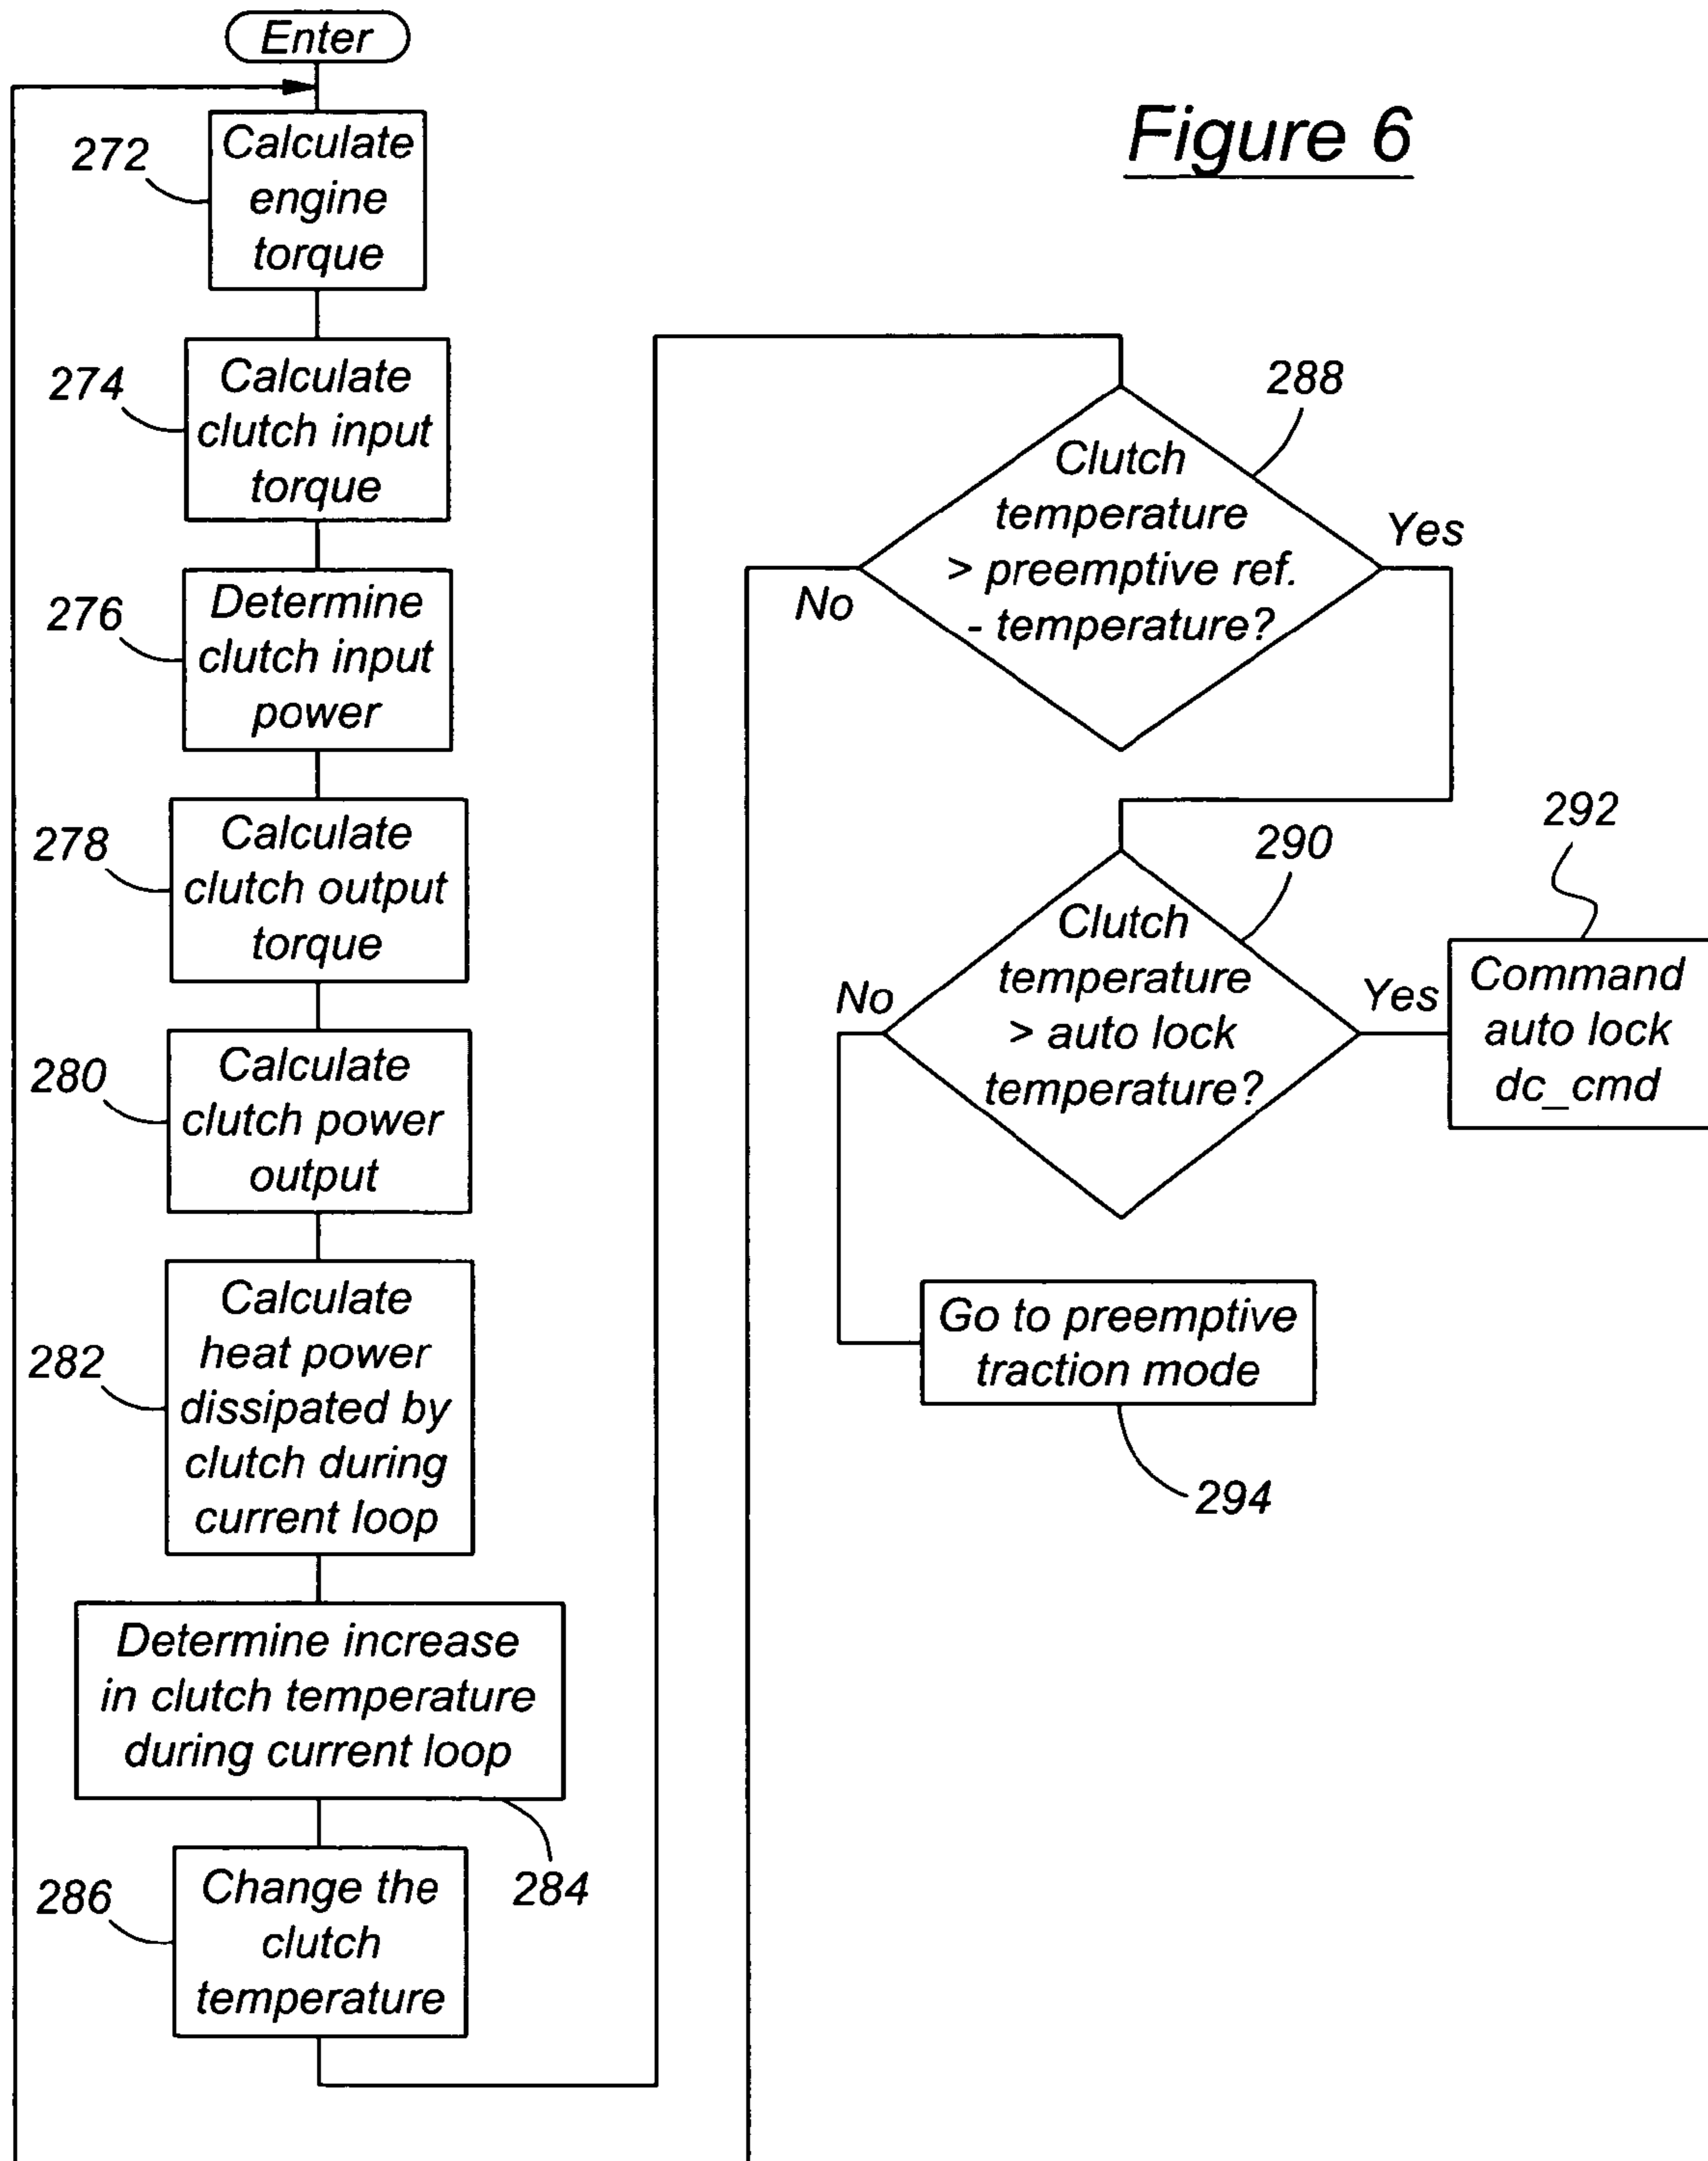 Enter
Figure 6
272
Calculate
engine
torque
274
Calculate
clutch input
torque
276
Determine
clutch input
power
278
Calculate
clutch output
torque
280
Calculate
clutch power
output
282
Calculate
heat power
dissipated by
clutch during
current loop
Determine increase
in clutch temperature
during current loop
284
286
Change the
clutch
temperature
288
Clutch
temperature
> preemptive ref.
- temperature?
Yes
No
290
Clutch
temperature
> auto lock
temperature?
No
Yes
292
Command
auto lock
dc_cmd
Go to preemptive
traction mode
294